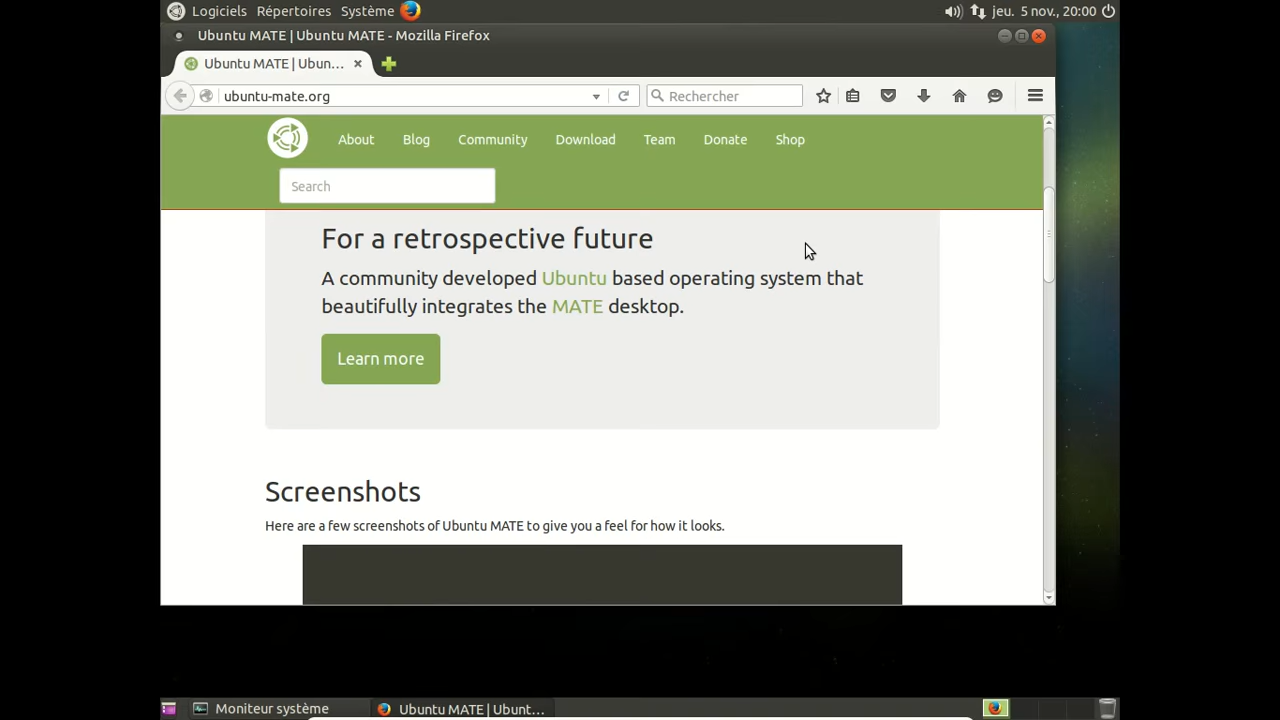 Logiciels Répertoires Système jeu. 5 nov., 20:00
Ubuntu MATE | Ubuntu MATE - Mozilla Firefox
Ubuntu MATE | Ubun...
ubuntu-mate.org Rechercher
About Blog Community Download Team Donate Shop
Search
For a retrospective future
A community developed Ubuntu based operating system that
beautifully integrates the MATE desktop.
Learn more
Screenshots
Here are a few screenshots of Ubuntu MATE to give you a feel for how it looks.
Moniteur système Ubuntu MATE | Ubunt...